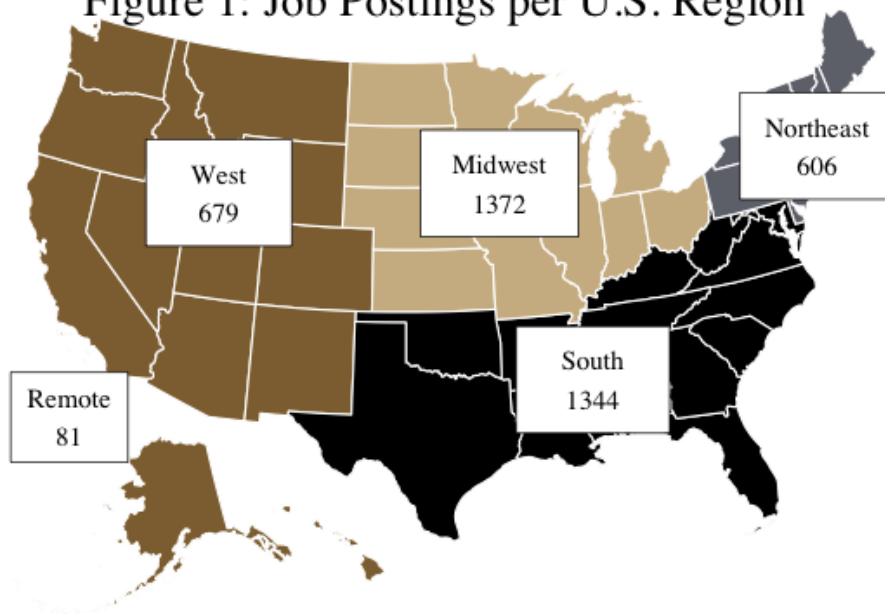 Figure 1: Job Postings per U.S. Region
Northeast
606
Midwest
1372
West
679
South
1344
Remote
81